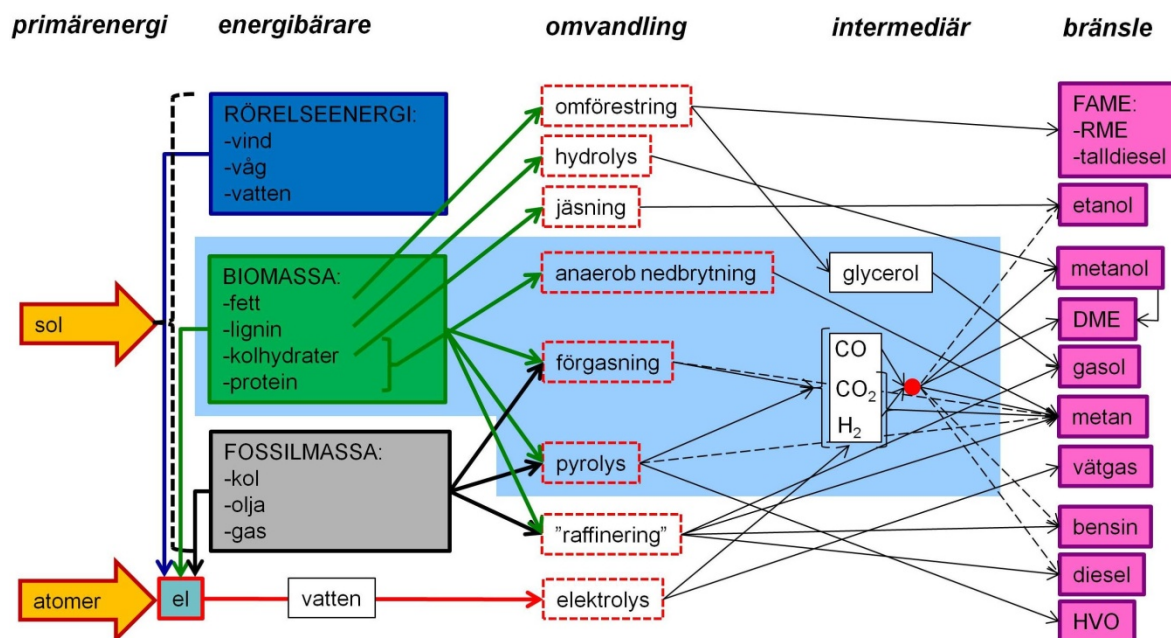 primärenergi
energibärare
omvandling
intermediär
bränsle
RÖRELSEENERGI:
-vind
-våg
-vatten
BIOMASSA:
-fett
-lignin
-kolhydrater
-protein
FOSSILMASSA:
-kol
-olja
-gas
sol
atomer
el
vatten
omförestring
hydrolys
jäsning
anaerob nedbrytning
förgasning
pyrolys
”raffinering”
elektrolys
glycerol
CO
CO₂
H₂
FAME:
-RME
-talldiesel
etanol
metanol
DME
gasol
metan
vätgas
bensin
diesel
HVO